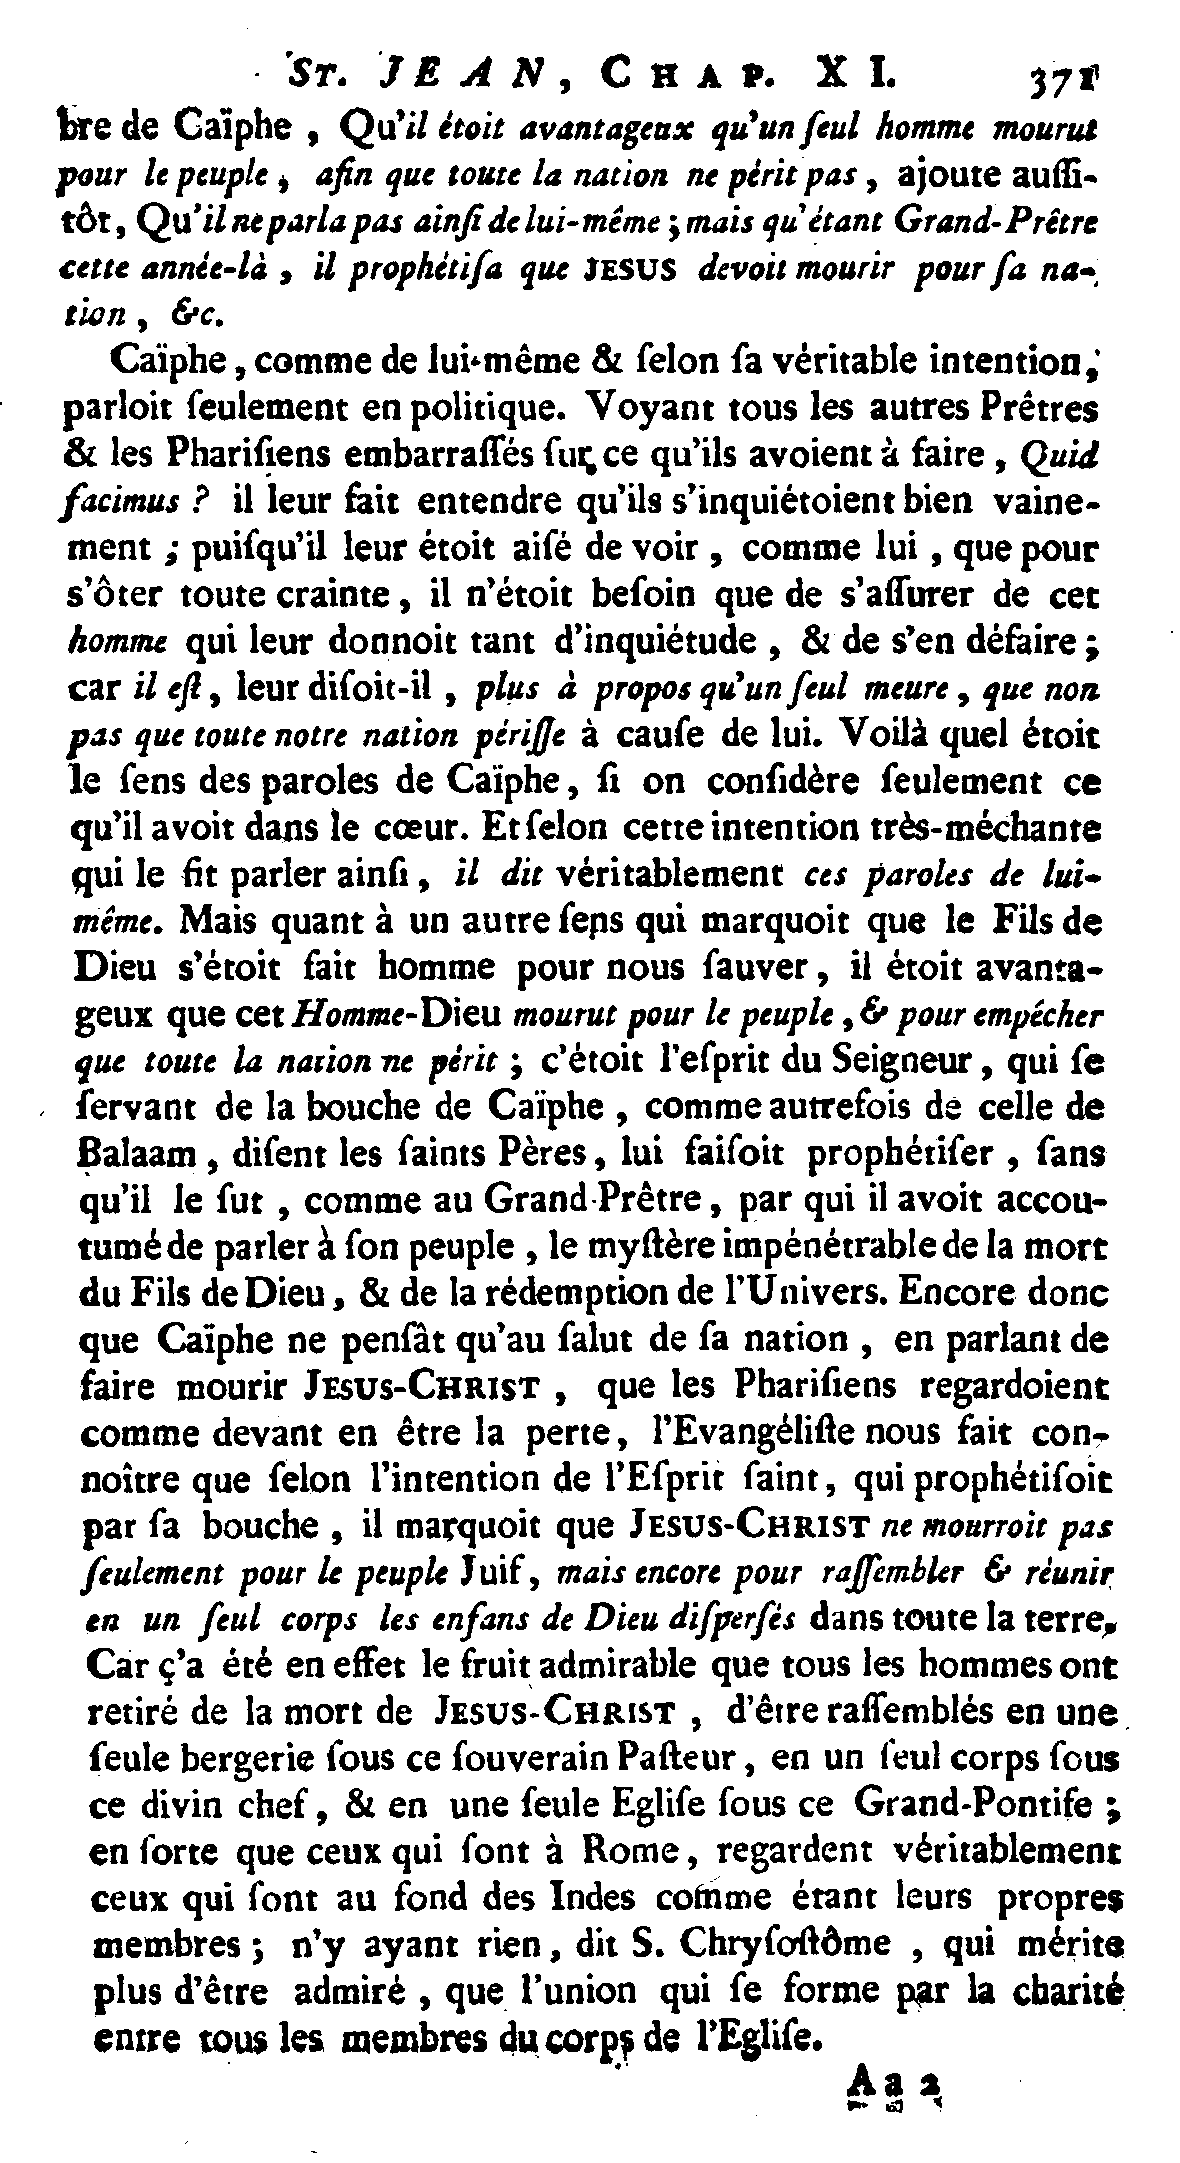 ST. JEAN, CHAP. XI. 371
bre de Caïphe, Qu'il étoit avantageux qu'un ſeul homme mourut
pour le peuple, afin que toute la nation ne périt pas, ajoute auſſi-
tôt, Qu'il ne parla pas ainſi de lui-même; mais qu'étant Grand-Prêtre
cette année-là, il prophétiſa que JESUS devoit mourir pour ſa na-
tion, &c.
Caïphe, comme de lui-même & ſelon ſa véritable intention,
parloit ſeulement en politique. Voyant tous les autres Prêtres
& les Phariſiens embarraſſés ſur ce qu'ils avoient à faire, Quid
facimus? il leur fait entendre qu'ils s'inquiétoient bien vaine-
ment; puiſqu'il leur étoit aiſé de voir, comme lui, que pour
s'ôter toute crainte, il n'étoit beſoin que de s'aſſurer de cet
homme qui leur donnoit tant d'inquiétude, & de s'en défaire;
car il eſt, leur diſoit-il, plus à propos qu'un ſeul meure, que non
pas que toute notre nation périſſe à cauſe de lui. Voilà quel étoit
le ſens des paroles de Caïphe, ſi on conſidère ſeulement ce
qu'il avoit dans le cœur. Et ſelon cette intention très-méchante
qui le fit parler ainſi, il dit véritablement ces paroles de lui-
même. Mais quant à un autre ſens qui marquoit que le Fils de
Dieu s'étoit fait homme pour nous ſauver, il étoit avanta-
geux que cet Homme-Dieu mourut pour le peuple, & pour empécher
que toute la nation ne périt; c'étoit l'eſprit du Seigneur, qui ſe
ſervant de la bouche de Caïphe, comme autrefois de celle de
Balaam, diſent les ſaints Pères, lui faiſoit prophétiſer, ſans
qu'il le ſut, comme au Grand-Prêtre, par qui il avoit accou-
tumé de parler à ſon peuple, le myſtère impénétrable de la mort
du Fils de Dieu, & de la rédemption de l'Univers. Encore donc
que Caïphe ne penſât qu'au ſalut de ſa nation, en parlant de
faire mourir JESUS-CHRIST, que les Phariſiens regardoient
comme devant en être la perte, l'Evangéliſte nous fait con-
noître que ſelon l'intention de l'Eſprit ſaint, qui prophétiſoit
par ſa bouche, il marquoit que JESUS-CHRIST ne mourroit pas
ſeulement pour le peuple Juif, mais encore pour raſſembler & réunir
en un ſeul corps les enfans de Dieu diſperſés dans toute la terre.
Car ç'a été en effet le fruit admirable que tous les hommes ont
retiré de la mort de JESUS-CHRIST, d'être raſſemblés en une
ſeule bergerie ſous ce ſouverain Paſteur, en un ſeul corps ſous
ce divin chef, & en une ſeule Egliſe ſous ce Grand-Pontife;
en ſorte que ceux qui ſont à Rome, regardent véritablement
ceux qui ſont au fond des Indes comme étant leurs propres
membres; n'y ayant rien, dit S. Chryſoſtôme, qui mérite
plus d'être admiré, que l'union qui ſe forme par la charité
entre tous les membres du corps de l'Egliſe.
Aa 2